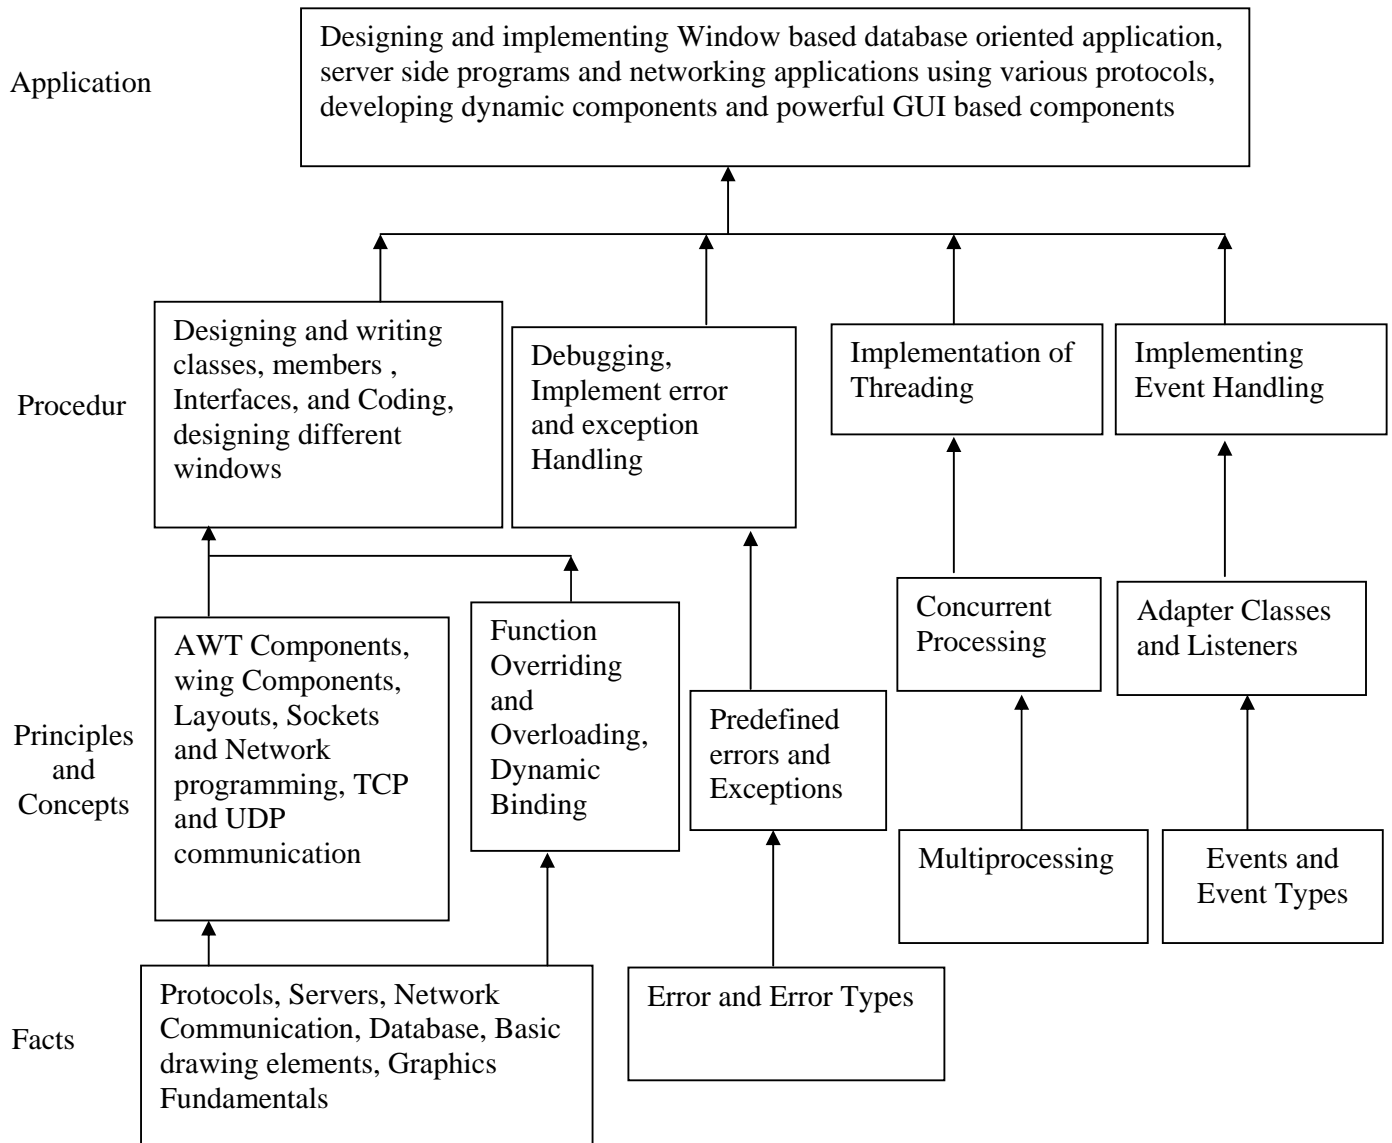 Application
Designing and implementing Window based database oriented application,
server side programs and networking applications using various protocols,
developing dynamic components and powerful GUI based components
Procedur
Designing and writing
classes, members ,
Interfaces, and Coding,
designing different
windows
Debugging,
Implement error
and exception
Handling
Implementation of
Threading
Implementing
Event Handling
Principles
and
Concepts
AWT Components,
wing Components,
Layouts, Sockets
and Network
programming, TCP
and UDP
communication
Function
Overriding
and
Overloading,
Dynamic
Binding
Predefined
errors and
Exceptions
Concurrent
Processing
Adapter Classes
and Listeners
Multiprocessing
Events and
Event Types
Facts
Protocols, Servers, Network
Communication, Database, Basic
drawing elements, Graphics
Fundamentals
Error and Error Types